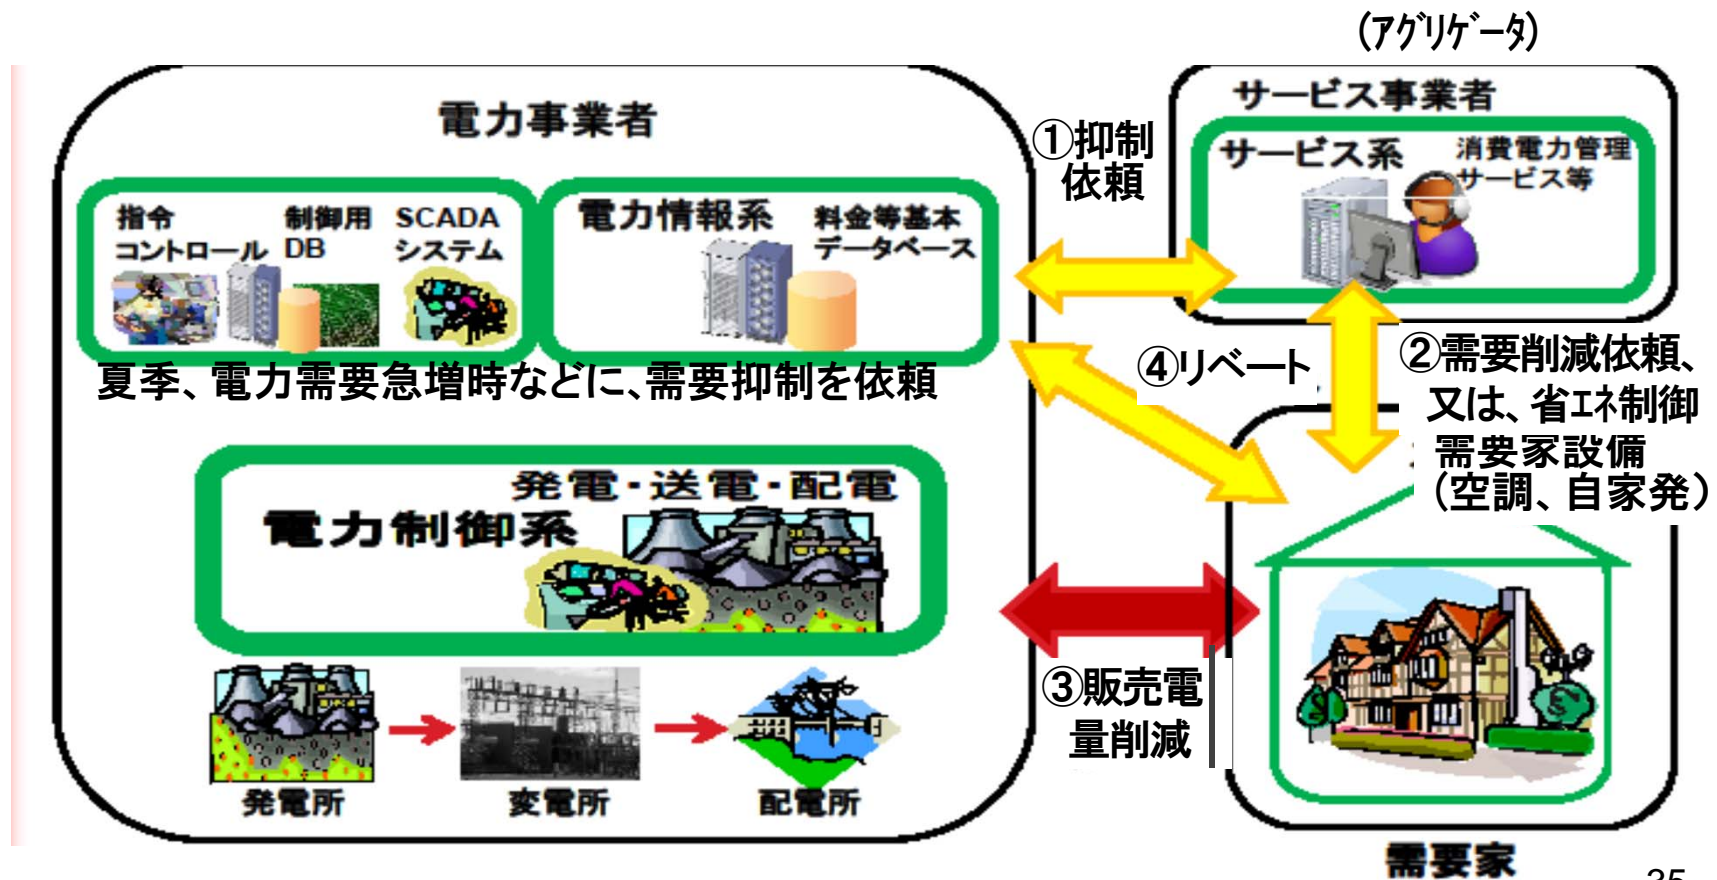 (アグリゲータ)
電力事業者
サービス事業者
①抑制
依頼
サービス系
消費電力管理
サービス等
指令
コントロール
制御用
DB
SCADA
システム
電力情報系
料金等基本
データベース
夏季、電力需要急増時などに、需要抑制を依頼
④リベート
②需要削減依頼、
又は、省エネ制御
需要家設備
(空調、自家発)
発電・送電・配電
電力制御系
③販売電
量削減
発電所
変電所
配電所
需要家